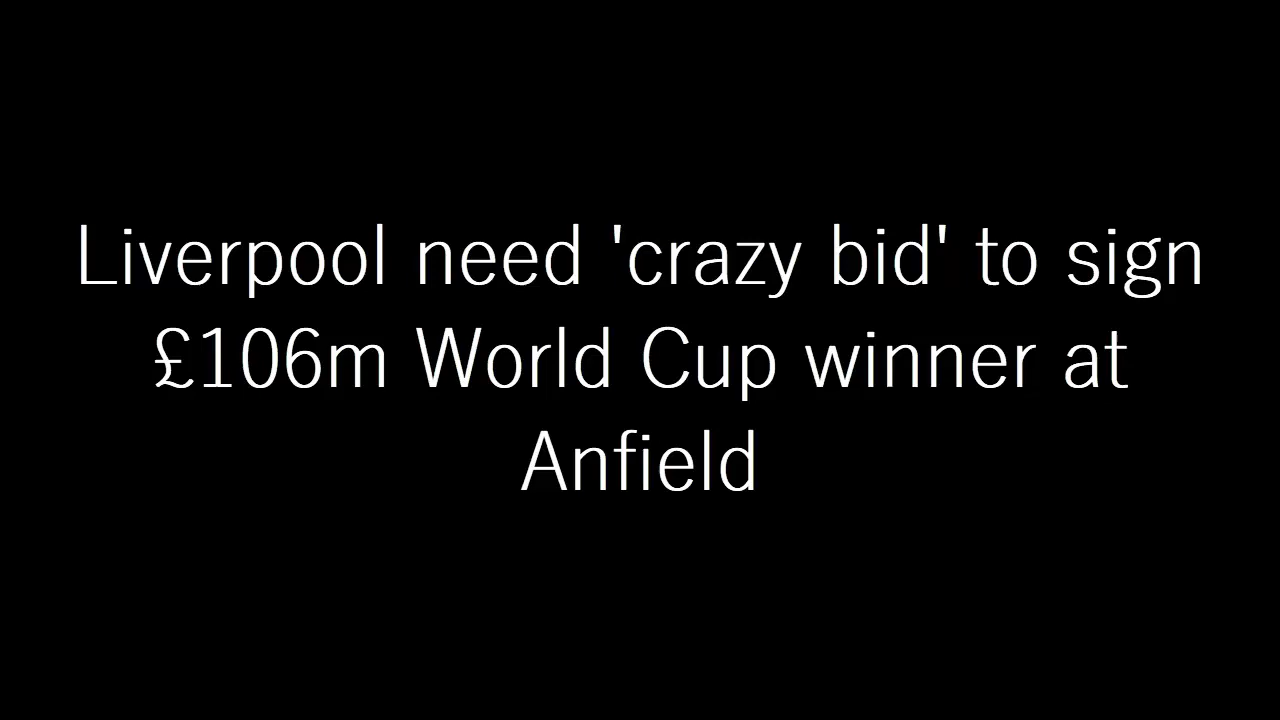 Liverpool need 'crazy bid' to sign
£106m World Cup winner at
Anfield